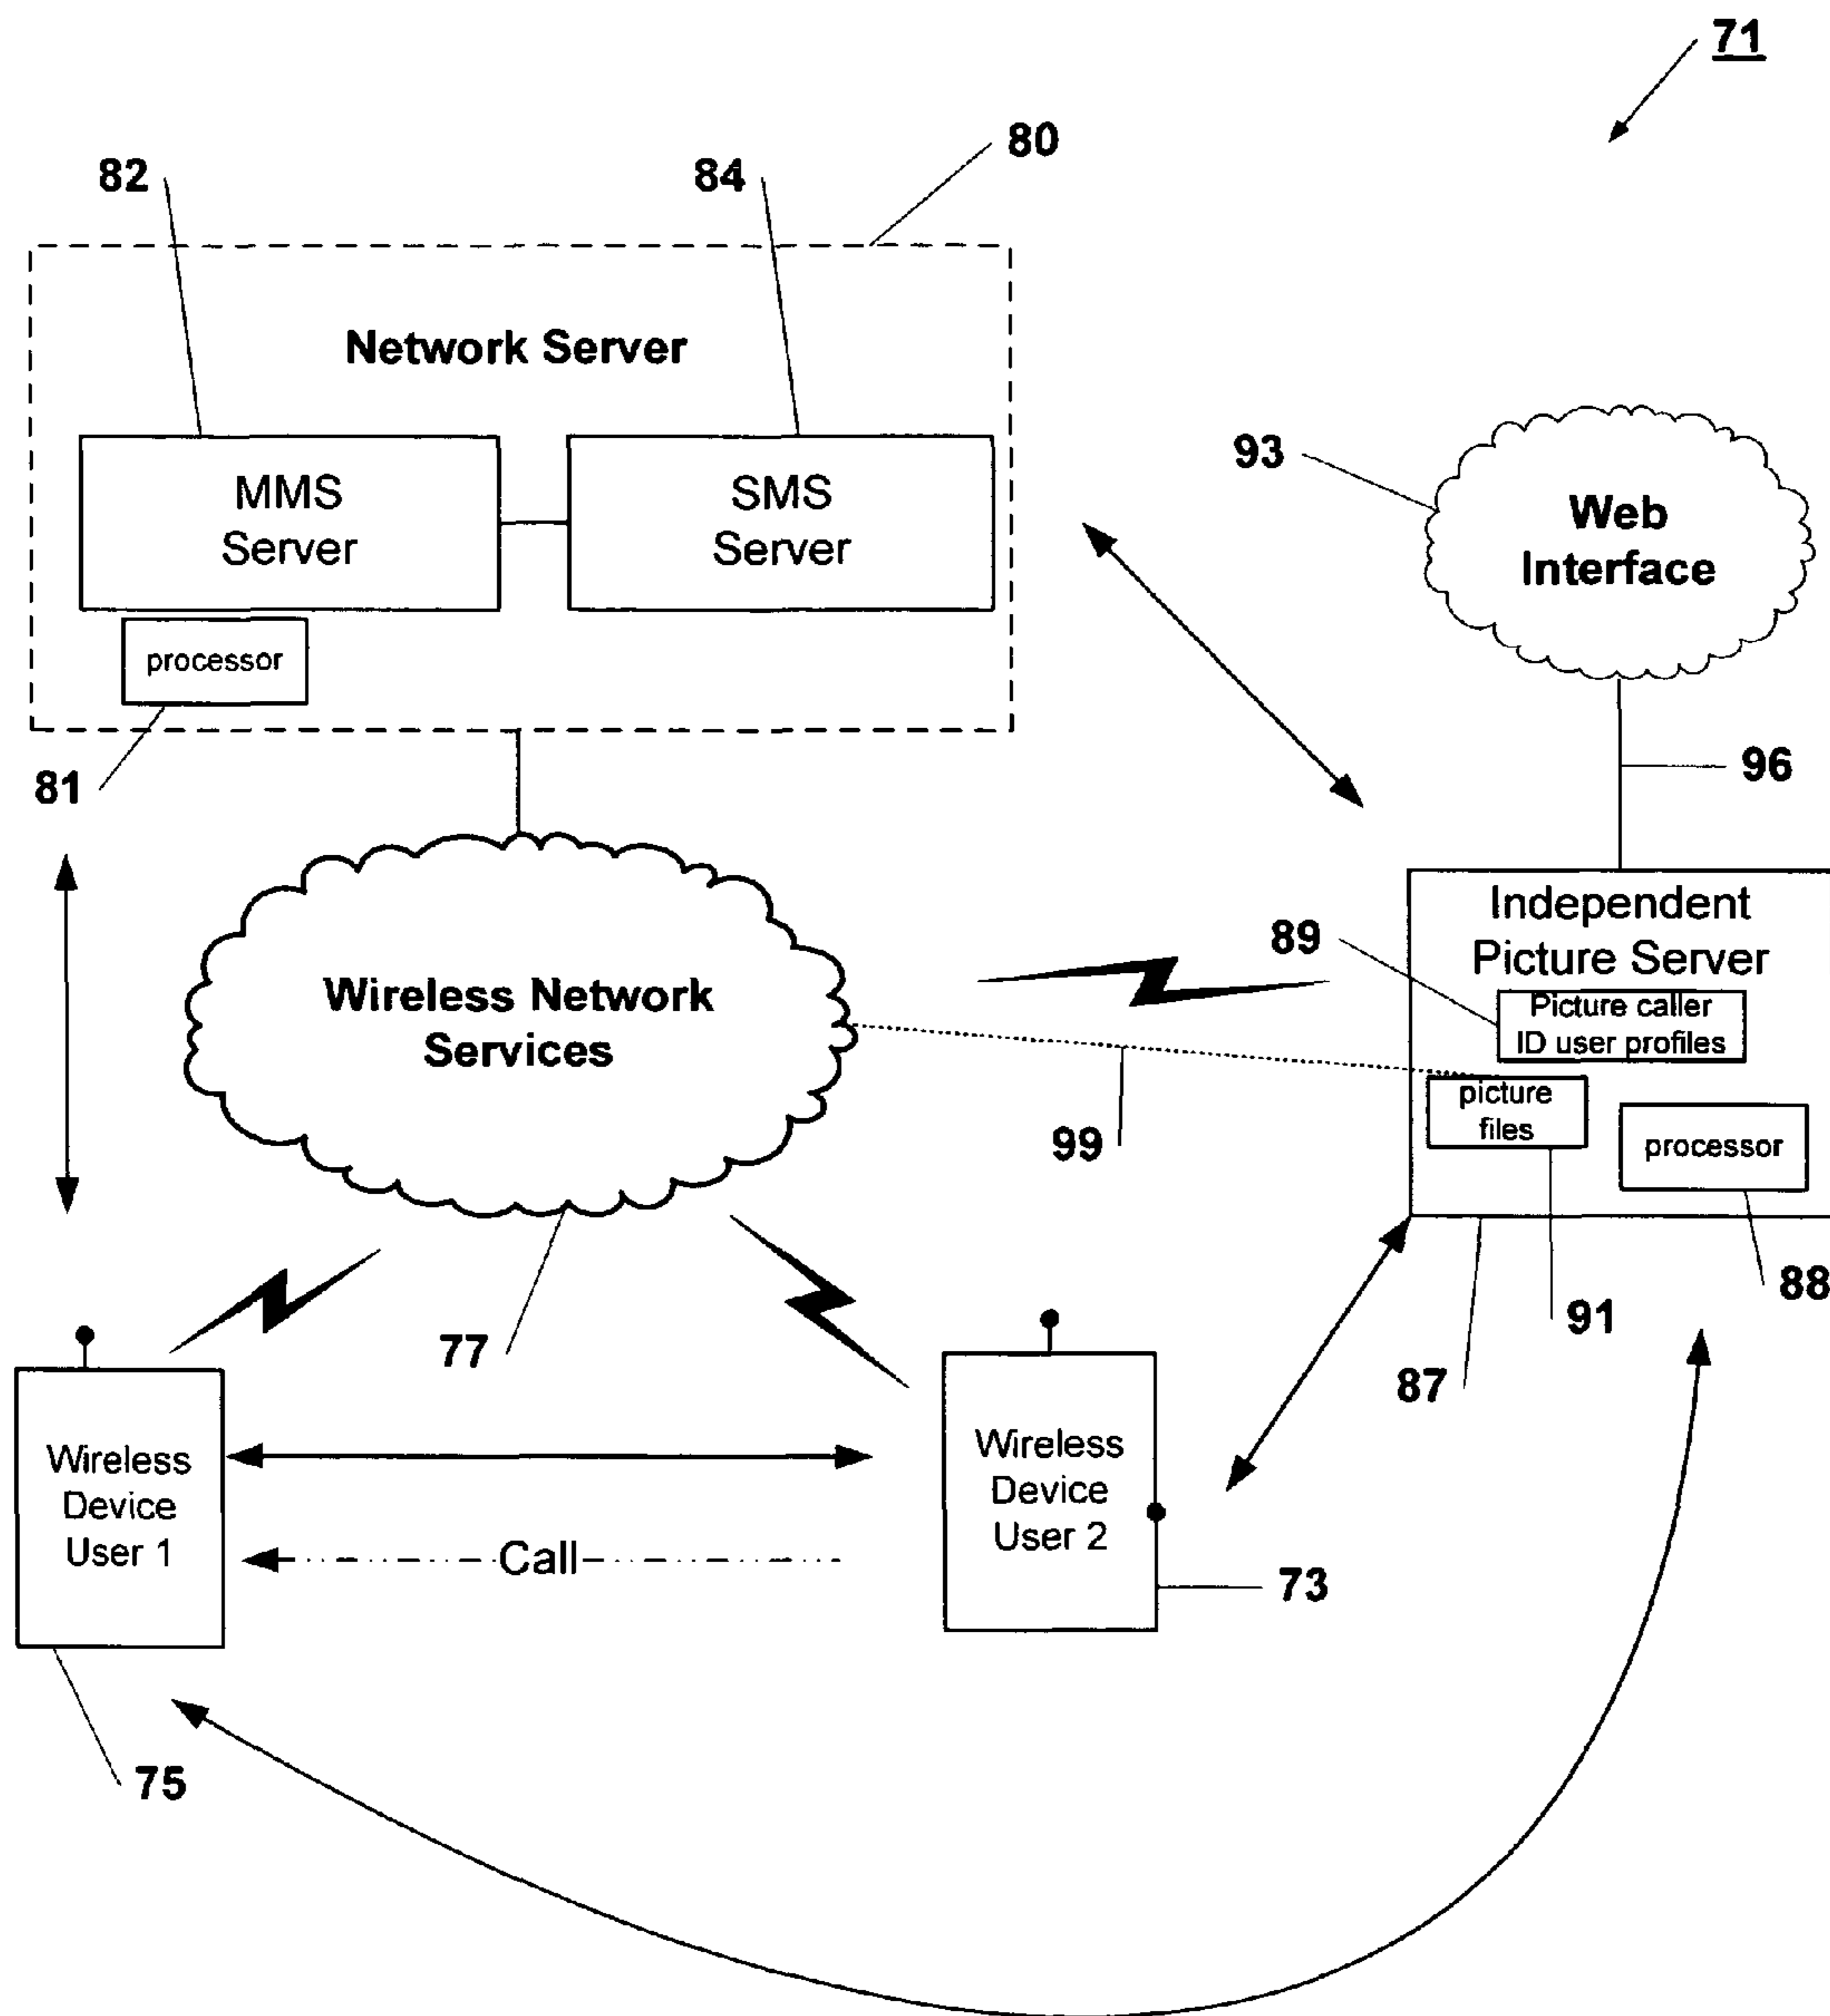 71
80
82
84
Network Server
MMS
Server
SMS
Server
processor
81
93
Web
Interface
96
Wireless Network
Services
77
Independent
Picture Server
89
Picture caller
ID user profiles
picture
files
processor
99
88
91
87
Wireless
Device
User 1
Call
Wireless
Device
User 2
73
75